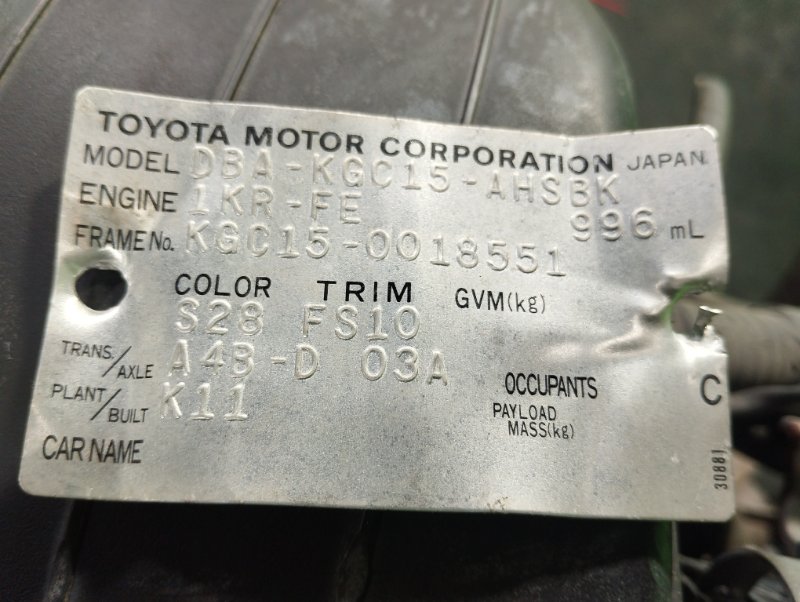 TOYOTA MOTOR CORPORATION JAPAN
MODEL DBA-KGC15-AHSBK
ENGINE 1KR-FE 996 mL
FRAME No. KGC15-0018551
COLOR TRIM GVM(kg)
S28 FS10
TRANS./AXLE A4B-D 03A
OCCUPANTS C
PLANT/BUILT K11
PAYLOAD
MASS(kg)
CAR NAME
30881